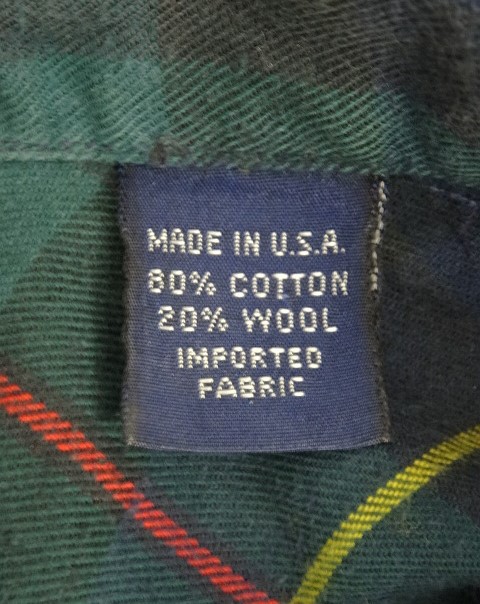 MADE IN U.S.A.
80% COTTON
20% WOOL
IMPORTED
FABRIC